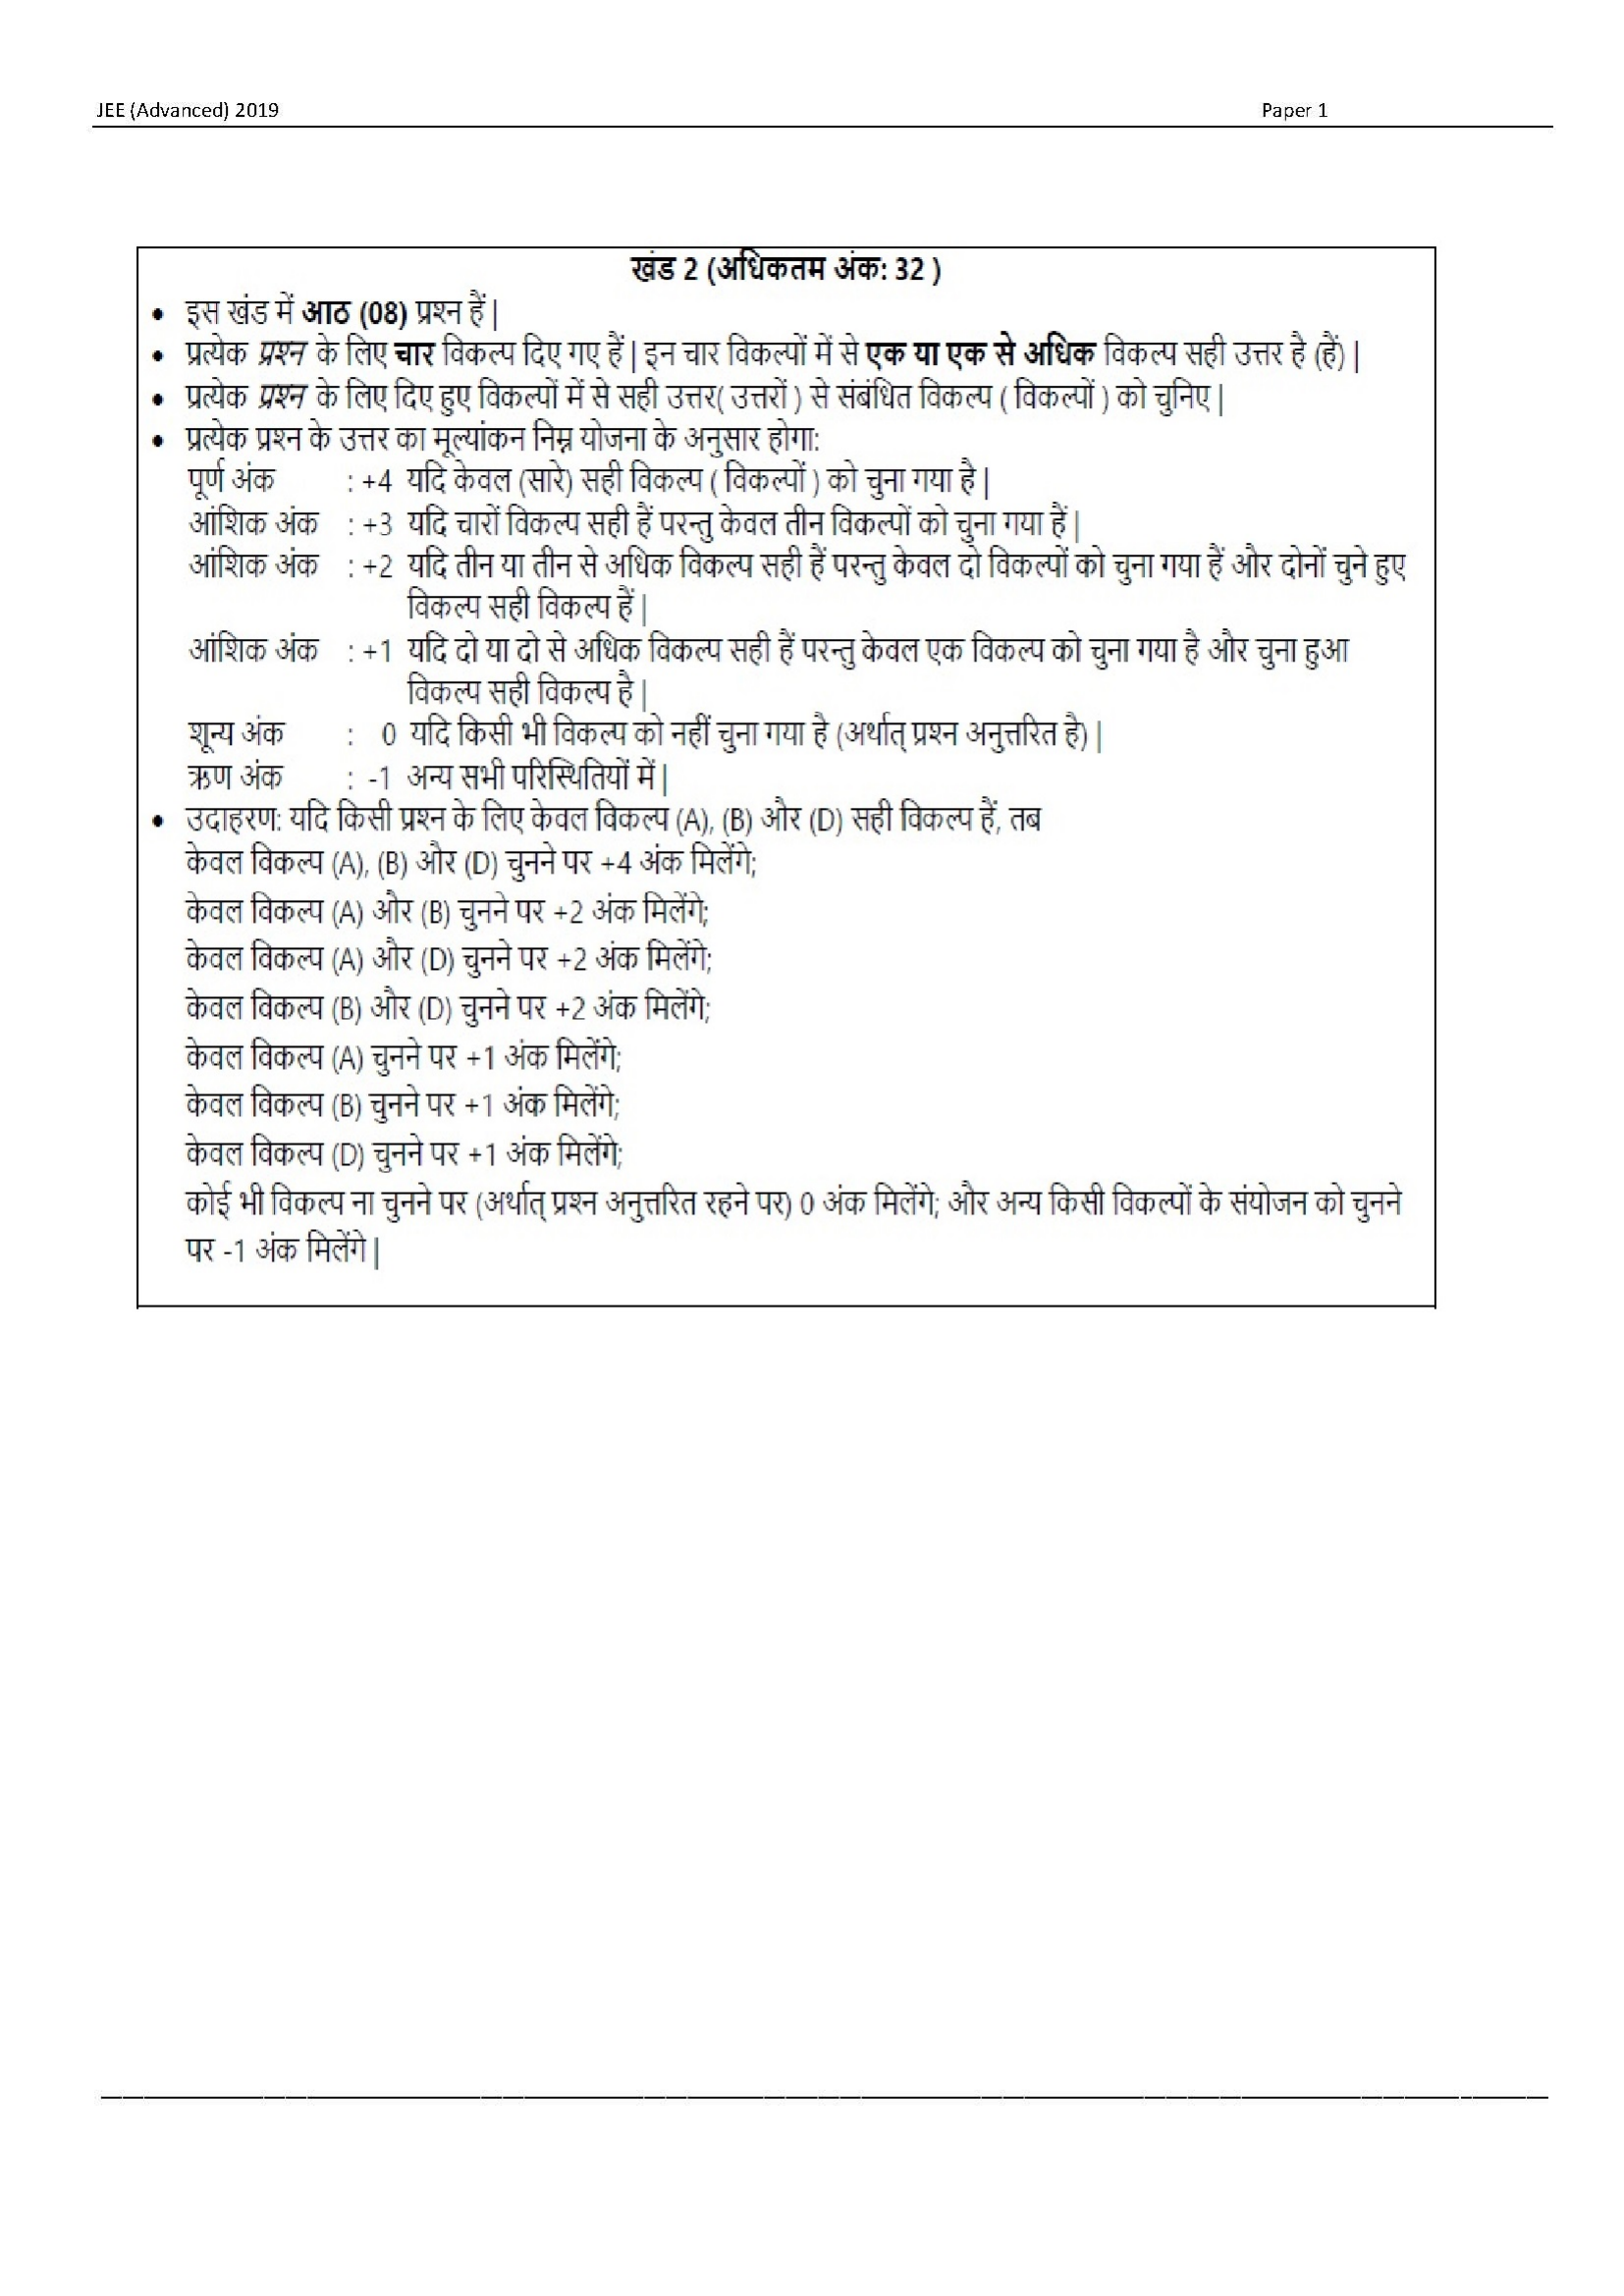 JEE (Advanced) 2019 Paper 1
खंड 2 (अधिकतम अंक: 32 )
• इस खंड में आठ (08) प्रश्न हैं |
• प्रत्येक प्रश्न के लिए चार विकल्प दिए गए हैं | इन चार विकल्पों में से एक या एक से अधिक विकल्प सही उत्तर है (हैं) |
• प्रत्येक प्रश्न के लिए दिए हुए विकल्पों में से सही उत्तर( उत्तरों ) से संबंधित विकल्प ( विकल्पों ) को चुनिए |
• प्रत्येक प्रश्न के उत्तर का मूल्यांकन निम्न योजना के अनुसार होगा:
पूर्ण अंक : +4 यदि केवल (सारे) सही विकल्प ( विकल्पों ) को चुना गया है |
आंशिक अंक : +3 यदि चारों विकल्प सही हैं परन्तु केवल तीन विकल्पों को चुना गया हैं |
आंशिक अंक : +2 यदि तीन या तीन से अधिक विकल्प सही हैं परन्तु केवल दो विकल्पों को चुना गया हैं और दोनों चुने हुए
विकल्प सही विकल्प हैं |
आंशिक अंक : +1 यदि दो या दो से अधिक विकल्प सही हैं परन्तु केवल एक विकल्प को चुना गया है और चुना हुआ
विकल्प सही विकल्प है |
शून्य अंक : 0 यदि किसी भी विकल्प को नहीं चुना गया है (अर्थात् प्रश्न अनुत्तरित है) |
ऋण अंक : -1 अन्य सभी परिस्थितियों में |
• उदाहरण: यदि किसी प्रश्न के लिए केवल विकल्प (A), (B) और (D) सही विकल्प हैं, तब
केवल विकल्प (A), (B) और (D) चुनने पर +4 अंक मिलेंगे;
केवल विकल्प (A) और (B) चुनने पर +2 अंक मिलेंगे;
केवल विकल्प (A) और (D) चुनने पर +2 अंक मिलेंगे;
केवल विकल्प (B) और (D) चुनने पर +2 अंक मिलेंगे;
केवल विकल्प (A) चुनने पर +1 अंक मिलेंगे;
केवल विकल्प (B) चुनने पर +1 अंक मिलेंगे;
केवल विकल्प (D) चुनने पर +1 अंक मिलेंगे;
कोई भी विकल्प ना चुनने पर (अर्थात् प्रश्न अनुत्तरित रहने पर) 0 अंक मिलेंगे; और अन्य किसी विकल्पों के संयोजन को चुनने
पर -1 अंक मिलेंगे |